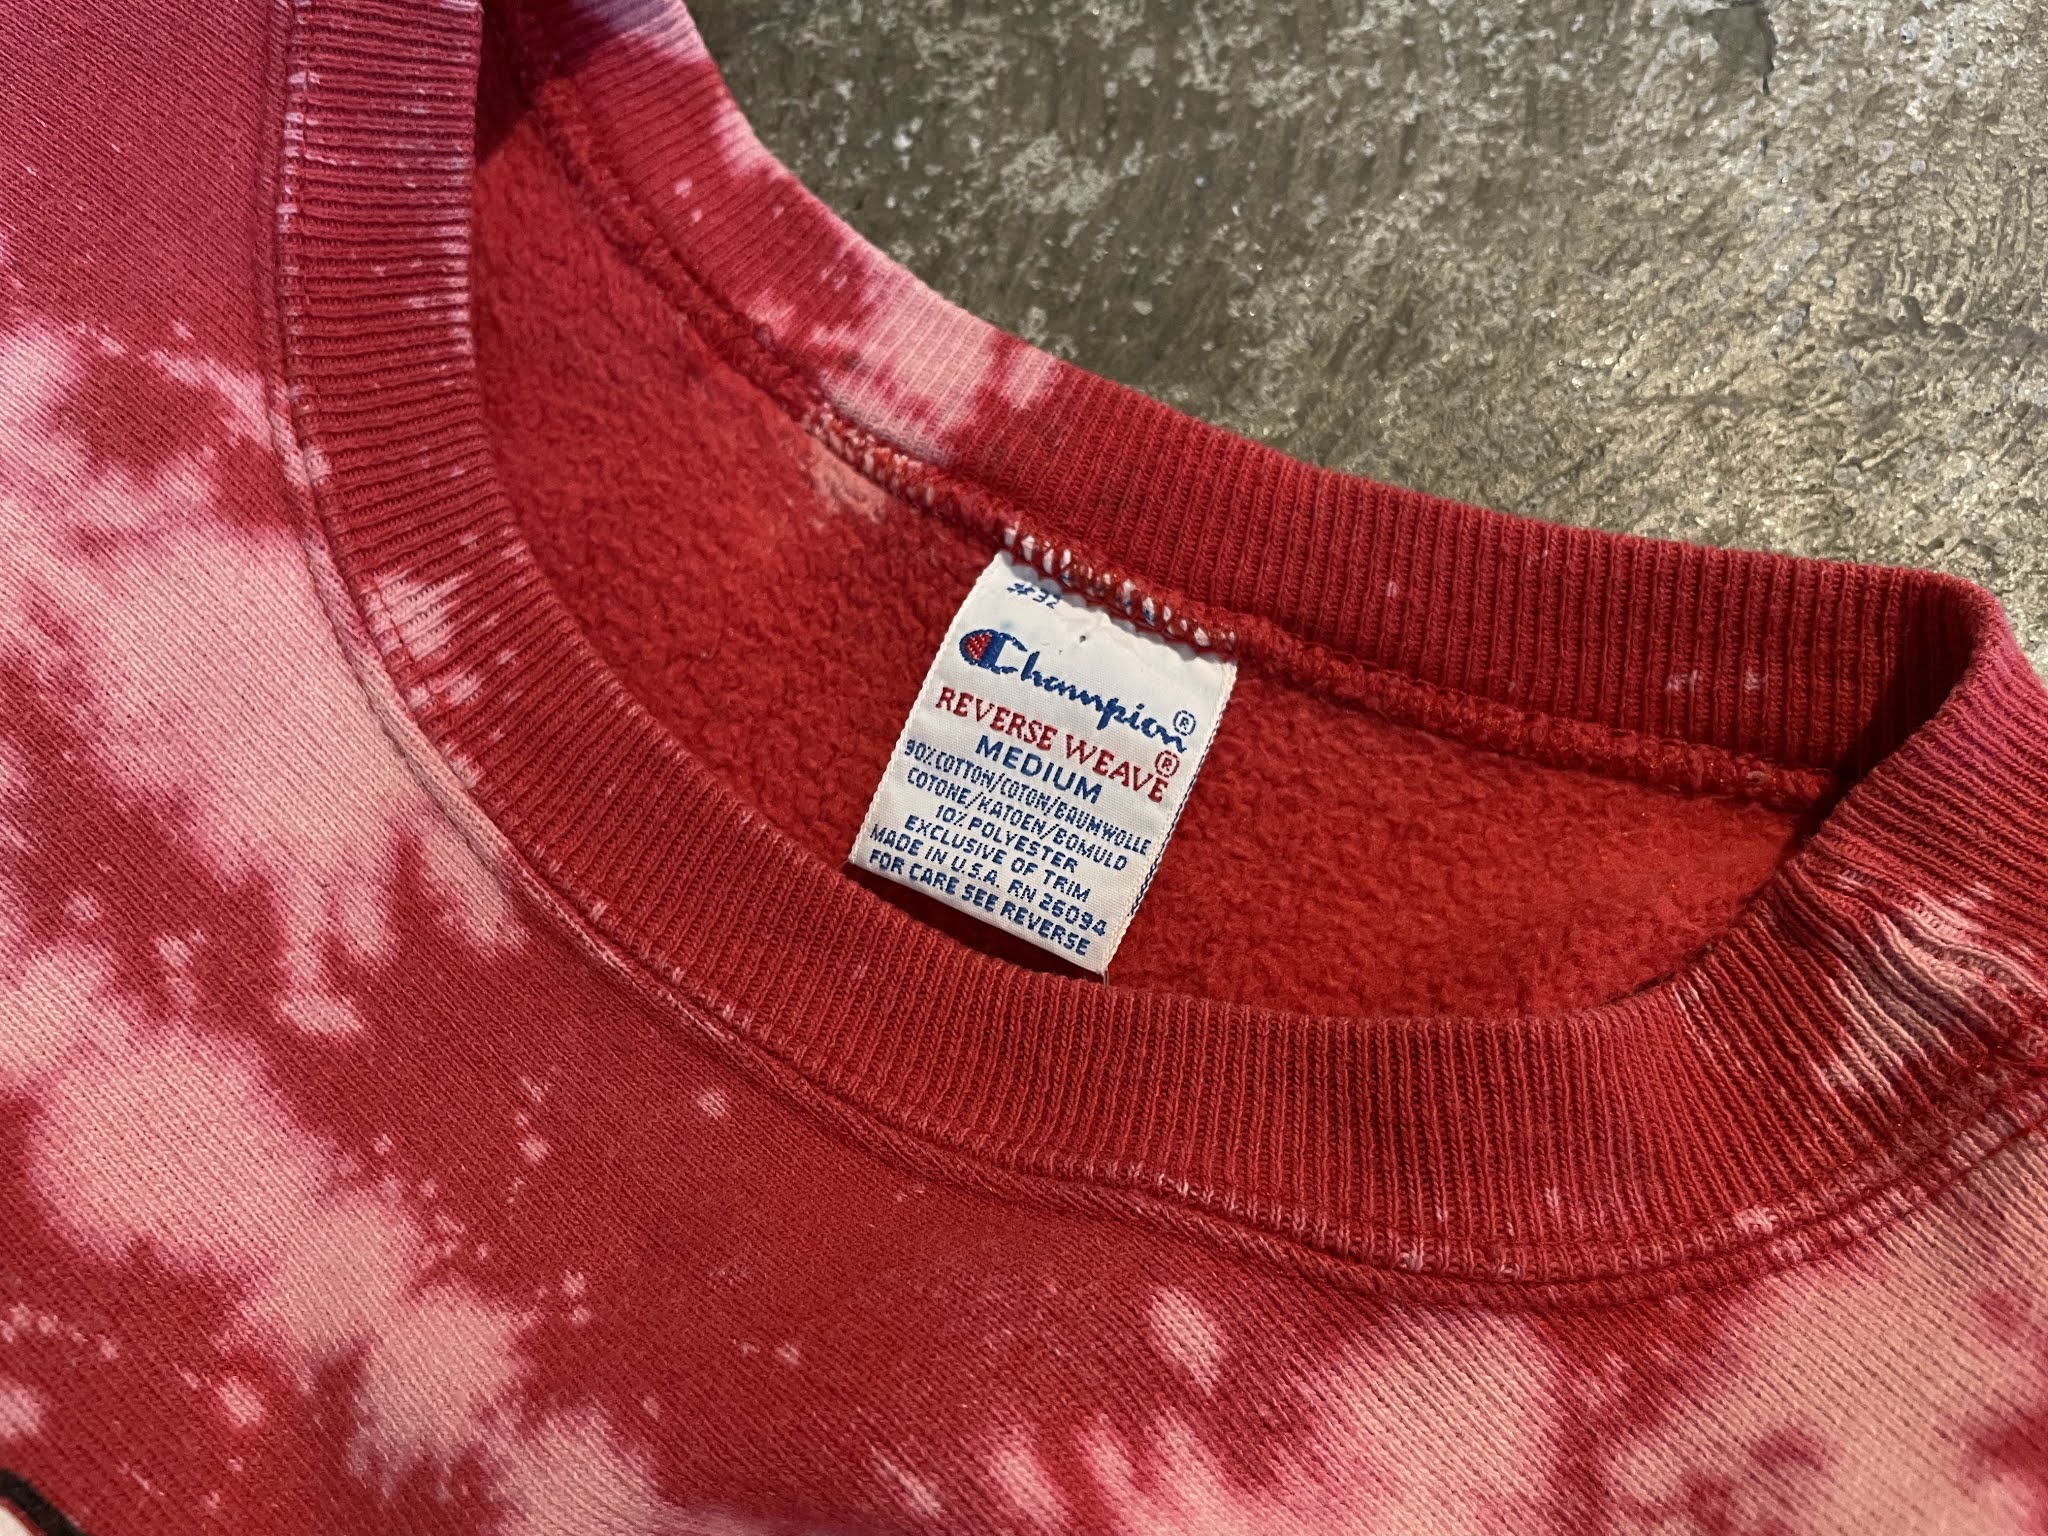 #32
Champion®
REVERSE WEAVE®
MEDIUM
90% COTTON/COTON/BAUMWOLLE
COTONE/KATOEN/BOMULD
10% POLYESTER
EXCLUSIVE OF TRIM
MADE IN U.S.A. RN 26094
FOR CARE SEE REVERSE